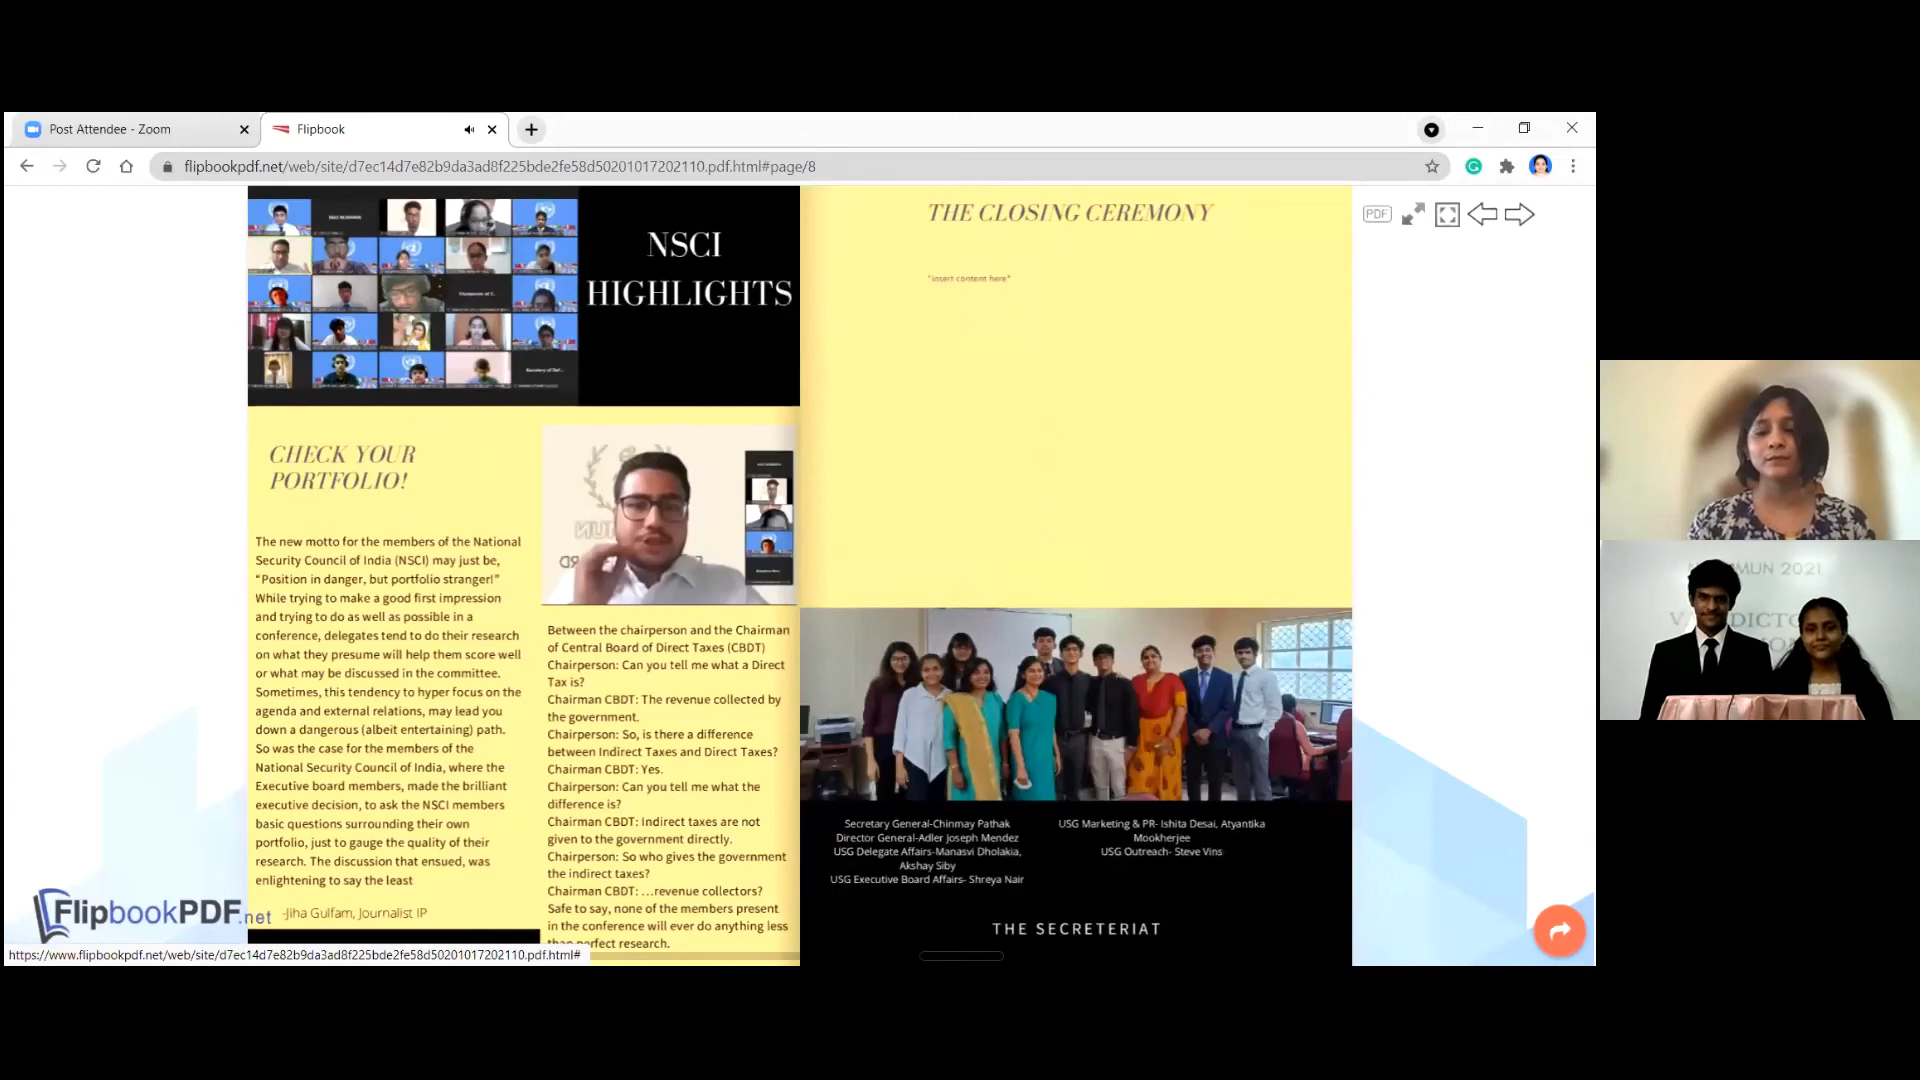 Post Attendee - Zoom
Flipbook
flipbookpdf.net/web/site/d7ec14d7e82b9da3ad8f225bde2fe58d50201017202110.pdf.html#page/8
PDF
NSCI
HIGHLIGHTS
CHECK YOUR
PORTFOLIO!
The new motto for the members of the National
Security Council of India (NSCI) may just be,
“Position in danger, but portfolio stranger!”
While trying to make a good first impression
and trying to do as well as possible in a
conference, delegates tend to do their research
on what they presume will help them score well
or what may be discussed in the committee.
Sometimes, this tendency to hyper focus on the
agenda and external relations, may lead you
down a dangerous (albeit entertaining) path.
So was the case for the members of the
National Security Council of India, where the
Executive board members, made the brilliant
executive decision, to ask the NSCI members
basic questions surrounding their own
portfolio, just to gauge the quality of their
research. The discussion that ensued, was
enlightening to say the least
-Jiha Gulfam, Journalist IP
Between the chairperson and the Chairman
of Central Board of Direct Taxes (CBDT)
Chairperson: Can you tell me what a Direct
Tax is?
Chairman CBDT: The revenue collected by
the government.
Chairperson: So, is there a difference
between Indirect Taxes and Direct Taxes?
Chairman CBDT: Yes.
Chairperson: Can you tell me what the
difference is?
Chairman CBDT: Indirect taxes are not
given to the government directly.
Chairperson: So who gives the government
the indirect taxes?
Chairman CBDT: ...revenue collectors?
Safe to say, none of the members present
in the conference will ever do anything less
than perfect research.
THE CLOSING CEREMONY
*insert content here*
Secretary General-Chinmay Pathak
Director General-Adler Joseph Mendez
USG Delegate Affairs-Manasvi Dholakia,
Akshay Siby
USG Executive Board Affairs- Shreya Nair
USG Marketing & PR- Ishita Desai, Atyantika
Mookherjee
USG Outreach- Steve Vins
THE SECRETERIAT
FlipbookPDF.net
https://www.flipbookpdf.net/web/site/d7ec14d7e82b9da3ad8f225bde2fe58d50201017202110.pdf.html#
MUN 2021